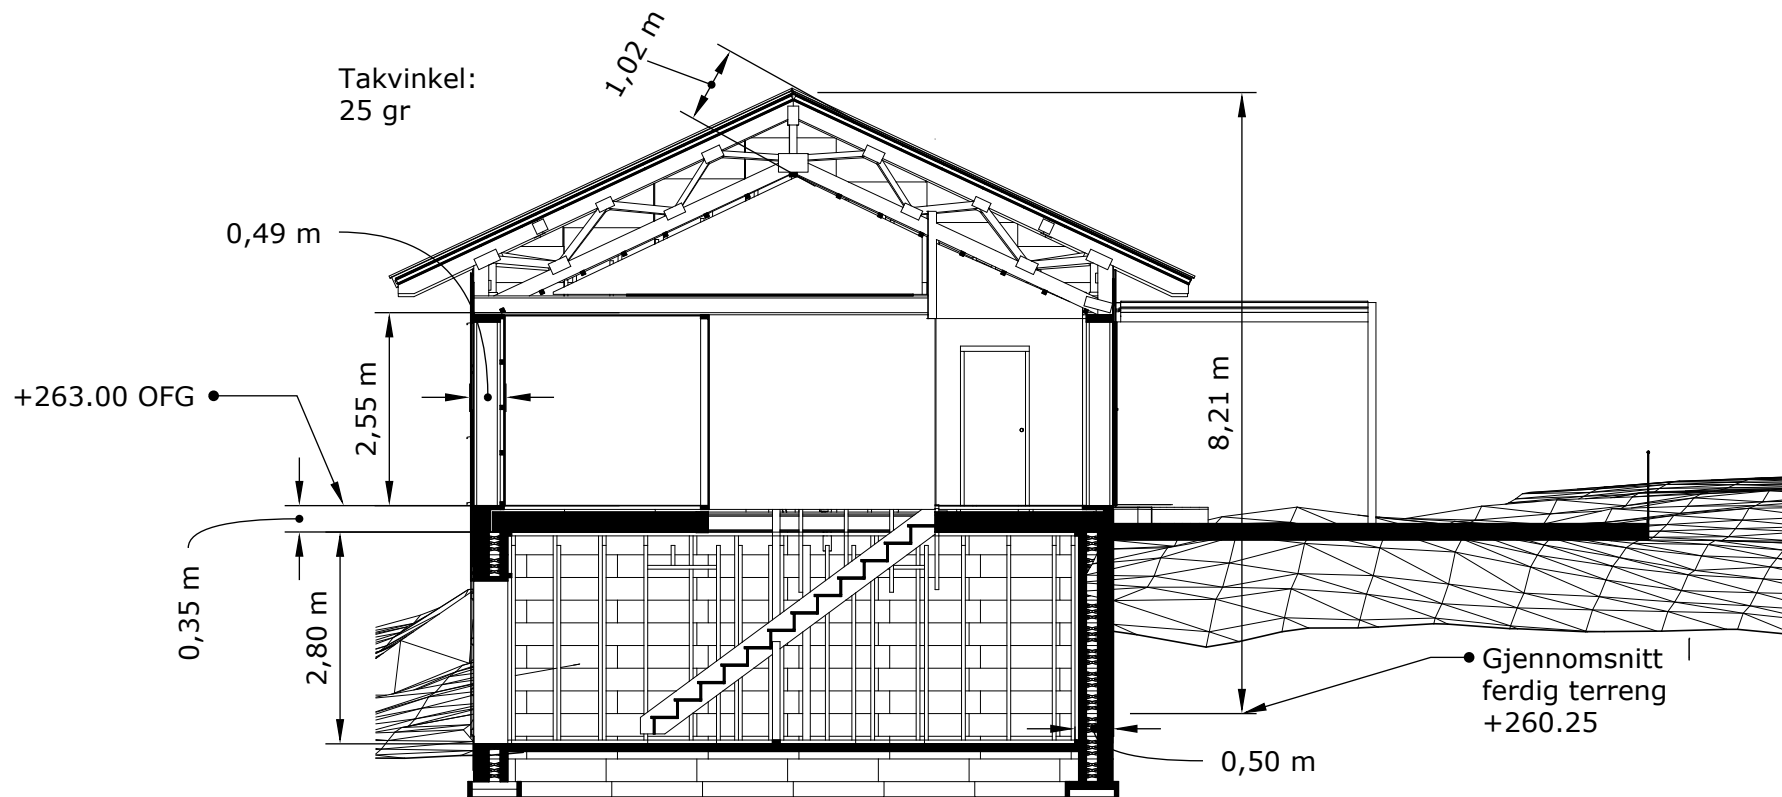 Takvinkel:
25 gr
1,02 m
0,49 m
+263.00 OFG
2,55 m
8,21 m
0,35 m
2,80 m
Gjennomsnitt
ferdig terreng
+260.25
0,50 m